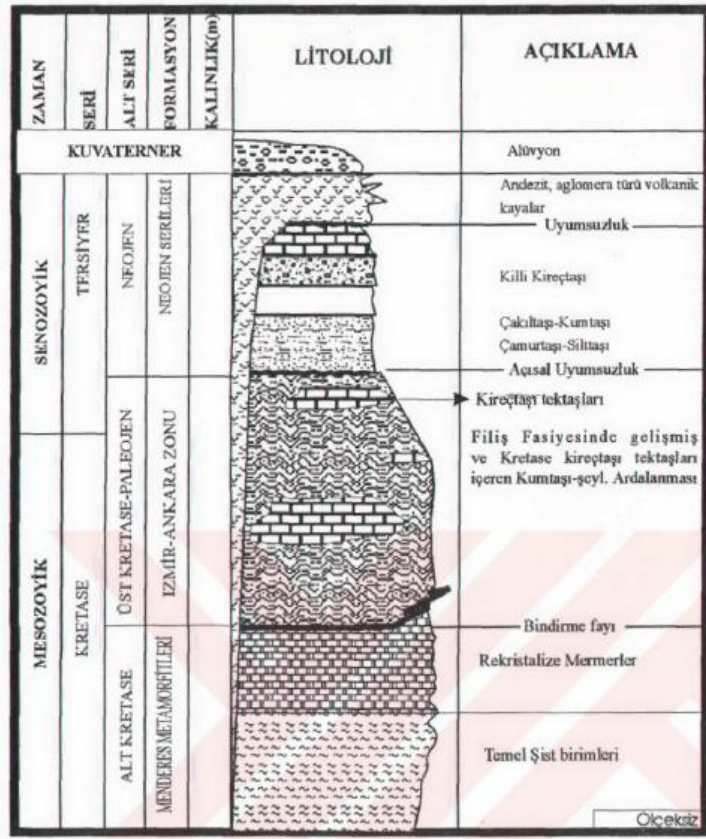 ZAMAN
SERİ
ALT SERİ
FORMASYON
KALINLIK(m)
LİTOLOJİ
AÇIKLAMA
KUVATERNER
Alüvyon
SENOZOYİK
TERSİYER
NEOJEN
NEOJEN SERİLERİ
Andezit, aglomera türü volkanik
kayalar
Uyumsuzluk
Killi Kireçtaşı
Çakıltaşı-Kumtaşı
Çamurtaşı-Silttaşı
Açısal Uyumsuzluk
MESOZOYİK
KRETASE
ÜST KRETASE-PALEOJEN
IZMİR-ANKARA ZONU
Kireçtaşı tektaşları
Filiş Fasiyesinde gelişmiş
ve Kretase kireçtaşı tektaşları
içeren Kumtaşı-şeyl. Ardalanması
Bindirme fayı
ALT KRETASE
MENDERES METAMORFİTLERİ
Rekristalize Mermerler
Temel Şist birimleri
Ölçeksiz